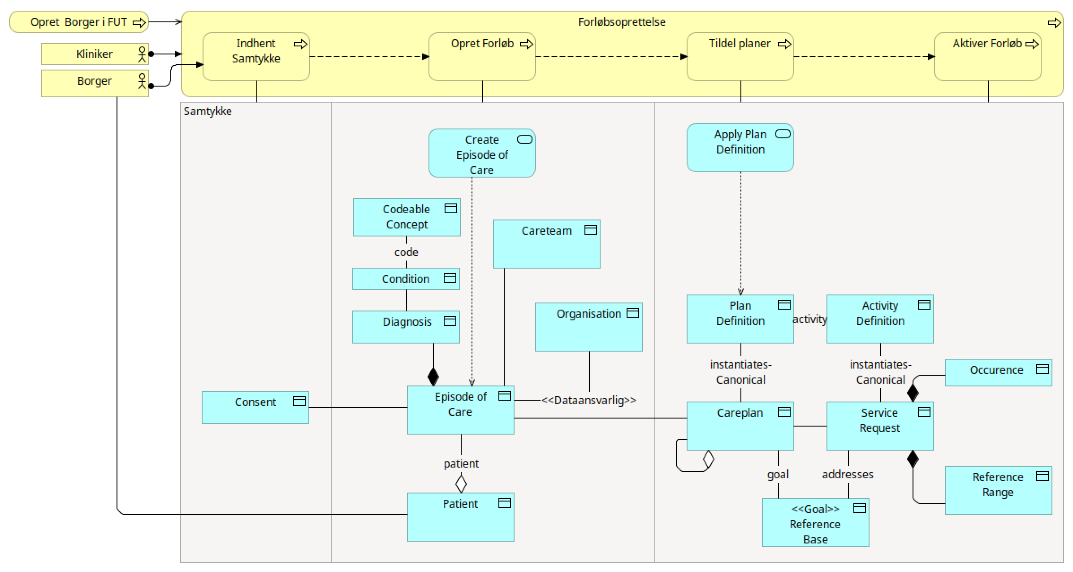 Opret Borger i FUT
Forløbsoprettelse
Kliniker
Borger
Indhent
Samtykke
Opret Forløb
Tildel planer
Aktiver Forløb
Samtykke
Create
Episode of
Care
Apply Plan
Definition
Codeable
Concept
code
Careteam
Condition
Diagnosis
Organisation
Plan
Definition
activity
Activity
Definition
instantiates-
Canonical
instantiates-
Canonical
Occurence
Consent
Episode of
Care
<<Dataansvarlig>>
Careplan
Service
Request
patient
goal
addresses
Patient
Reference
Range
<<Goal>>
Reference
Base